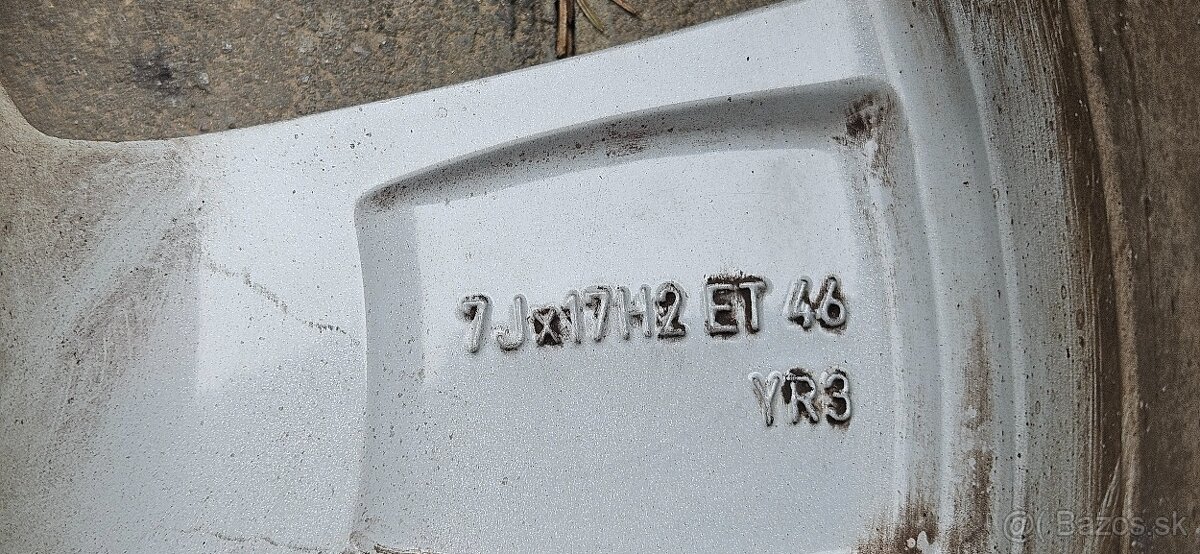 7Jx17H2 ET 46
YR3
@(. Bazos.sk